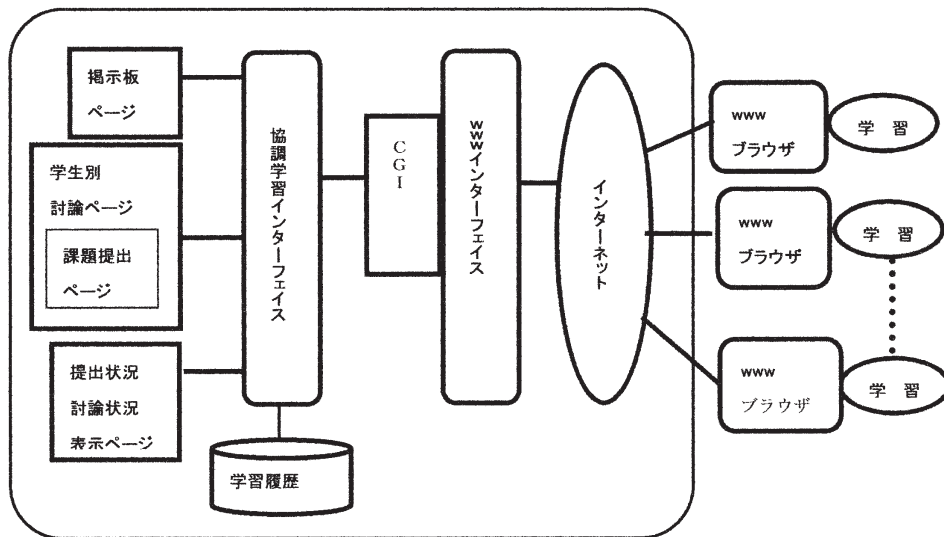 掲示板
ページ
学生別
討論ページ
課題提出
ページ
提出状況
討論状況
表示ページ
協調学習インターフェイス
学習履歴
CGI
wwwインターフェイス
インターネット
www
ブラウザ
学 習
www
ブラウザ
学 習
www
ブラウザ
学 習